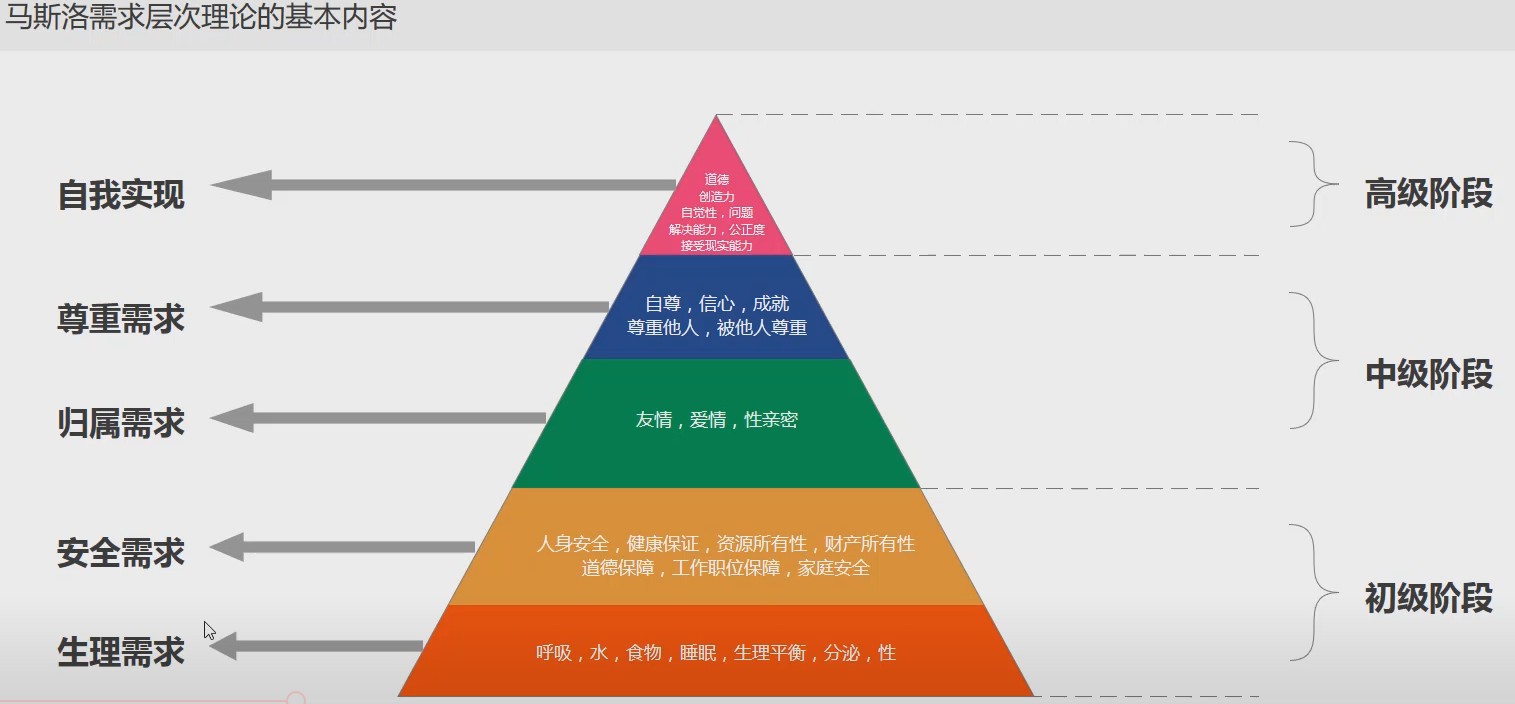 马斯洛需求层次理论的基本内容
自我实现
道德
创造力
自觉性，问题
解决能力，公正度
接受现实能力
高级阶段
尊重需求
自尊，信心，成就
尊重他人，被他人尊重
中级阶段
归属需求
友情，爱情，性亲密
安全需求
人身安全，健康保证，资源所有性，财产所有性
道德保障，工作职位保障，家庭安全
初级阶段
生理需求
呼吸，水，食物，睡眠，生理平衡，分泌，性